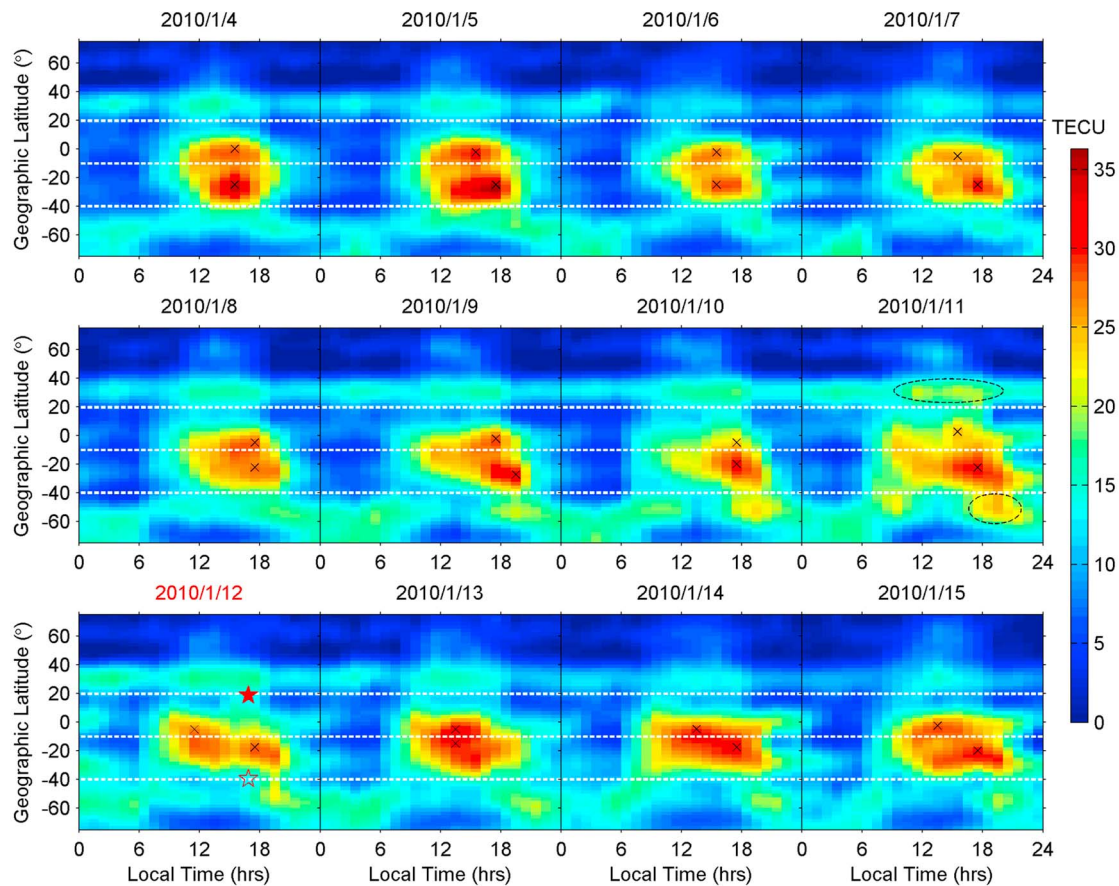 2010/1/4 2010/1/5 2010/1/6 2010/1/7
Geographic Latitude (°)
60
40
20
0
-20
-40
-60
0 6 12 18 0 6 12 18 0 6 12 18 0 6 12 18 24
TECU
35
30
25
20
15
10
5
0
2010/1/8 2010/1/9 2010/1/10 2010/1/11
Geographic Latitude (°)
60
40
20
0
-20
-40
-60
0 6 12 18 0 6 12 18 0 6 12 18 0 6 12 18 24
2010/1/12 2010/1/13 2010/1/14 2010/1/15
Geographic Latitude (°)
60
40
20
0
-20
-40
-60
0 6 12 18 0 6 12 18 0 6 12 18 0 6 12 18 24
Local Time (hrs) Local Time (hrs) Local Time (hrs) Local Time (hrs)